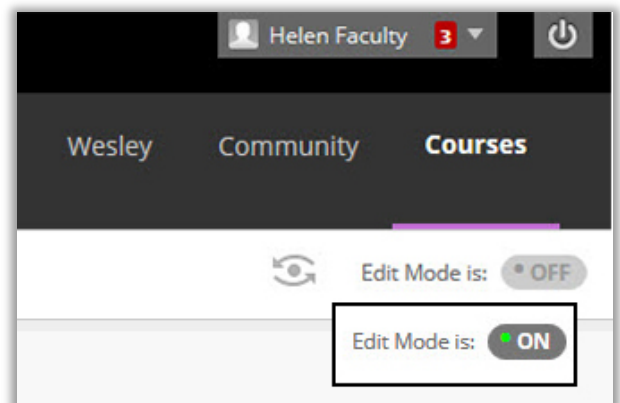 Helen Faculty 3
Wesley Community Courses
Edit Mode is: OFF
Edit Mode is: ON